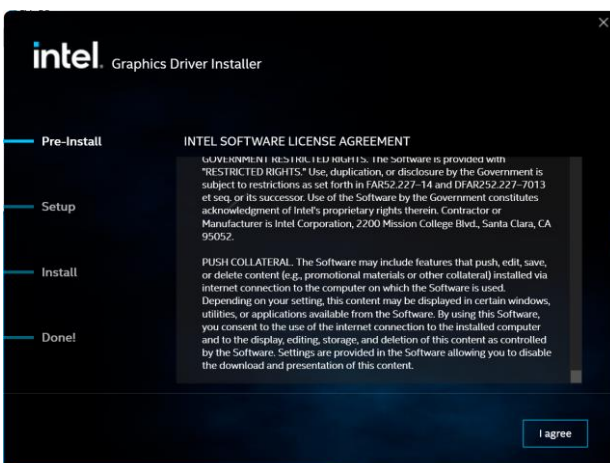 intel. Graphics Driver Installer
Pre-Install
INTEL SOFTWARE LICENSE AGREEMENT
GOVERNMENT RESTRICTED RIGHTS. The Software is provided with
"RESTRICTED RIGHTS." Use, duplication, or disclosure by the Government is
subject to restrictions as set forth in FAR52.227–14 and DFAR252.227–7013
et seq. or its successor. Use of the Software by the Government constitutes
acknowledgment of Intel's proprietary rights therein. Contractor or
Manufacturer is Intel Corporation, 2200 Mission College Blvd., Santa Clara, CA
95052.
PUSH COLLATERAL. The Software may include features that push, edit, save,
or delete content (e.g., promotional materials or other collateral) installed via
internet connection to the computer on which the Software is used.
Depending on your setting, this content may be displayed in certain windows,
utilities, or applications available from the Software. By using this Software,
you consent to the use of the internet connection to the installed computer
and to the display, editing, storage, and deletion of this content as controlled
by the Software. Settings are provided in the Software allowing you to disable
the download and presentation of this content.
Setup
Install
Done!
I agree